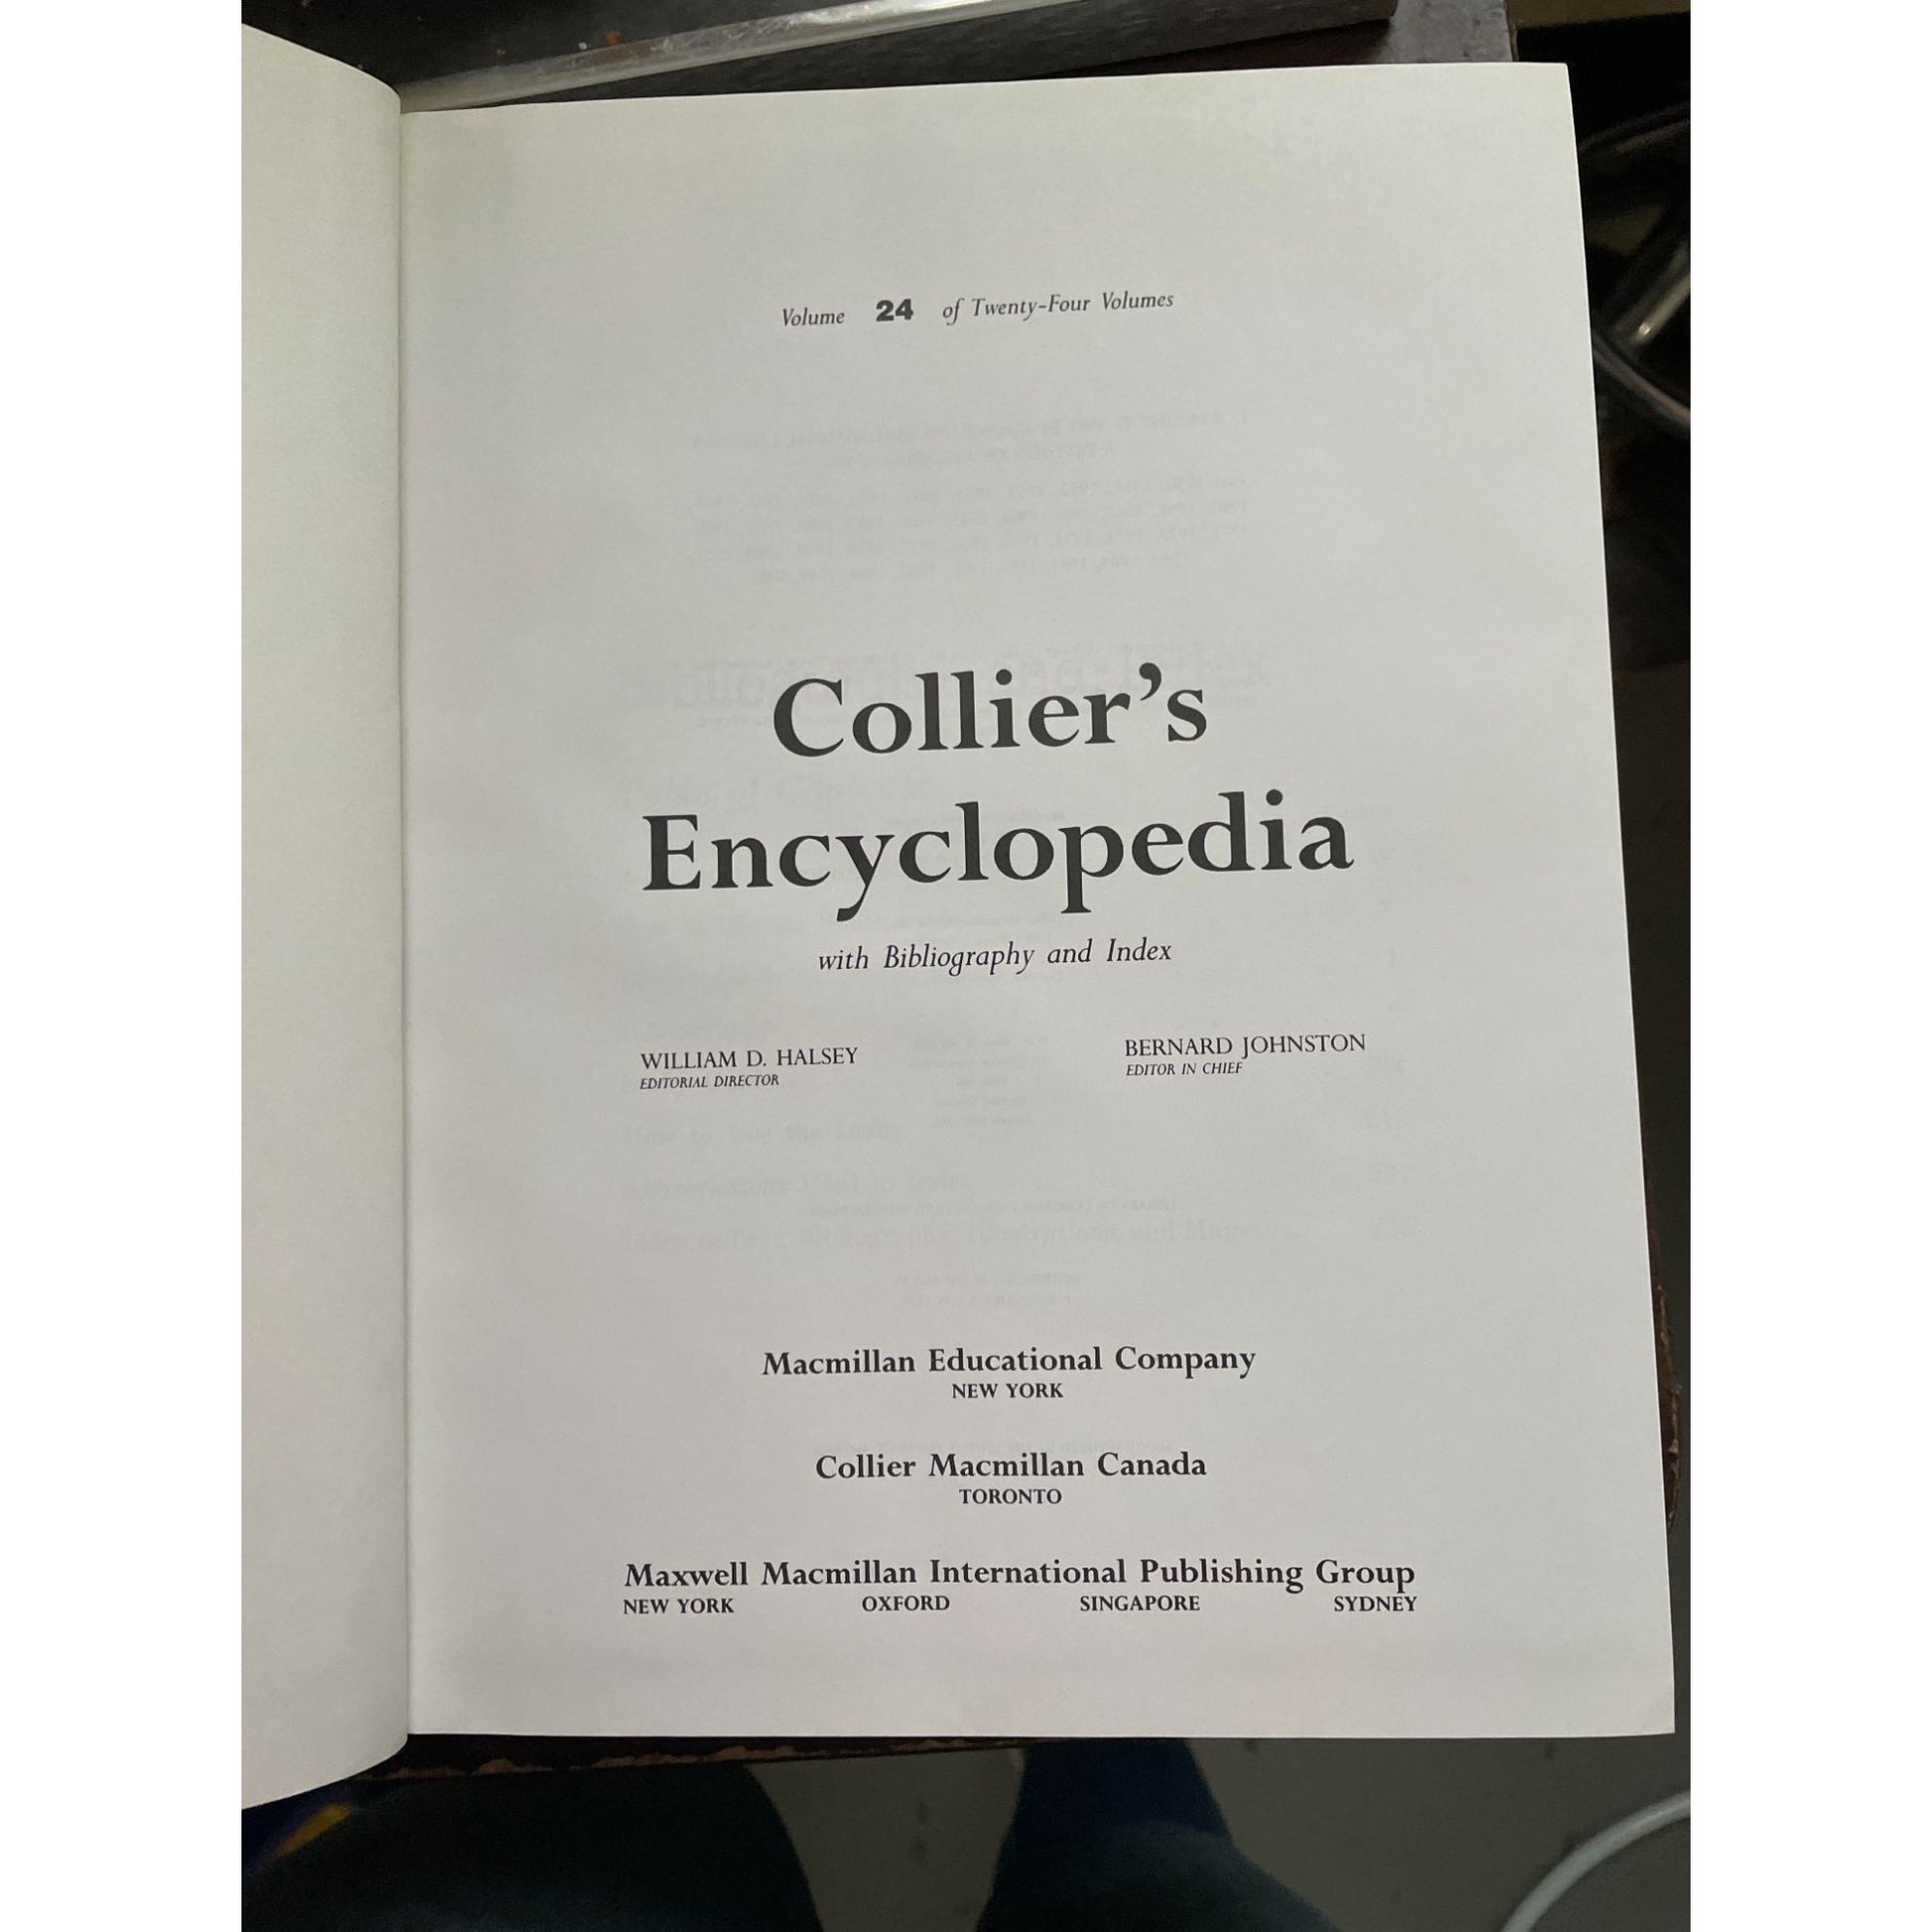 Volume 24 of Twenty-Four Volumes
Collier's
Encyclopedia
with Bibliography and Index
WILLIAM D. HALSEY
EDITORIAL DIRECTOR
BERNARD JOHNSTON
EDITOR IN CHIEF
Macmillan Educational Company
NEW YORK
Collier Macmillan Canada
TORONTO
Maxwell Macmillan International Publishing Group
NEW YORK OXFORD SINGAPORE SYDNEY